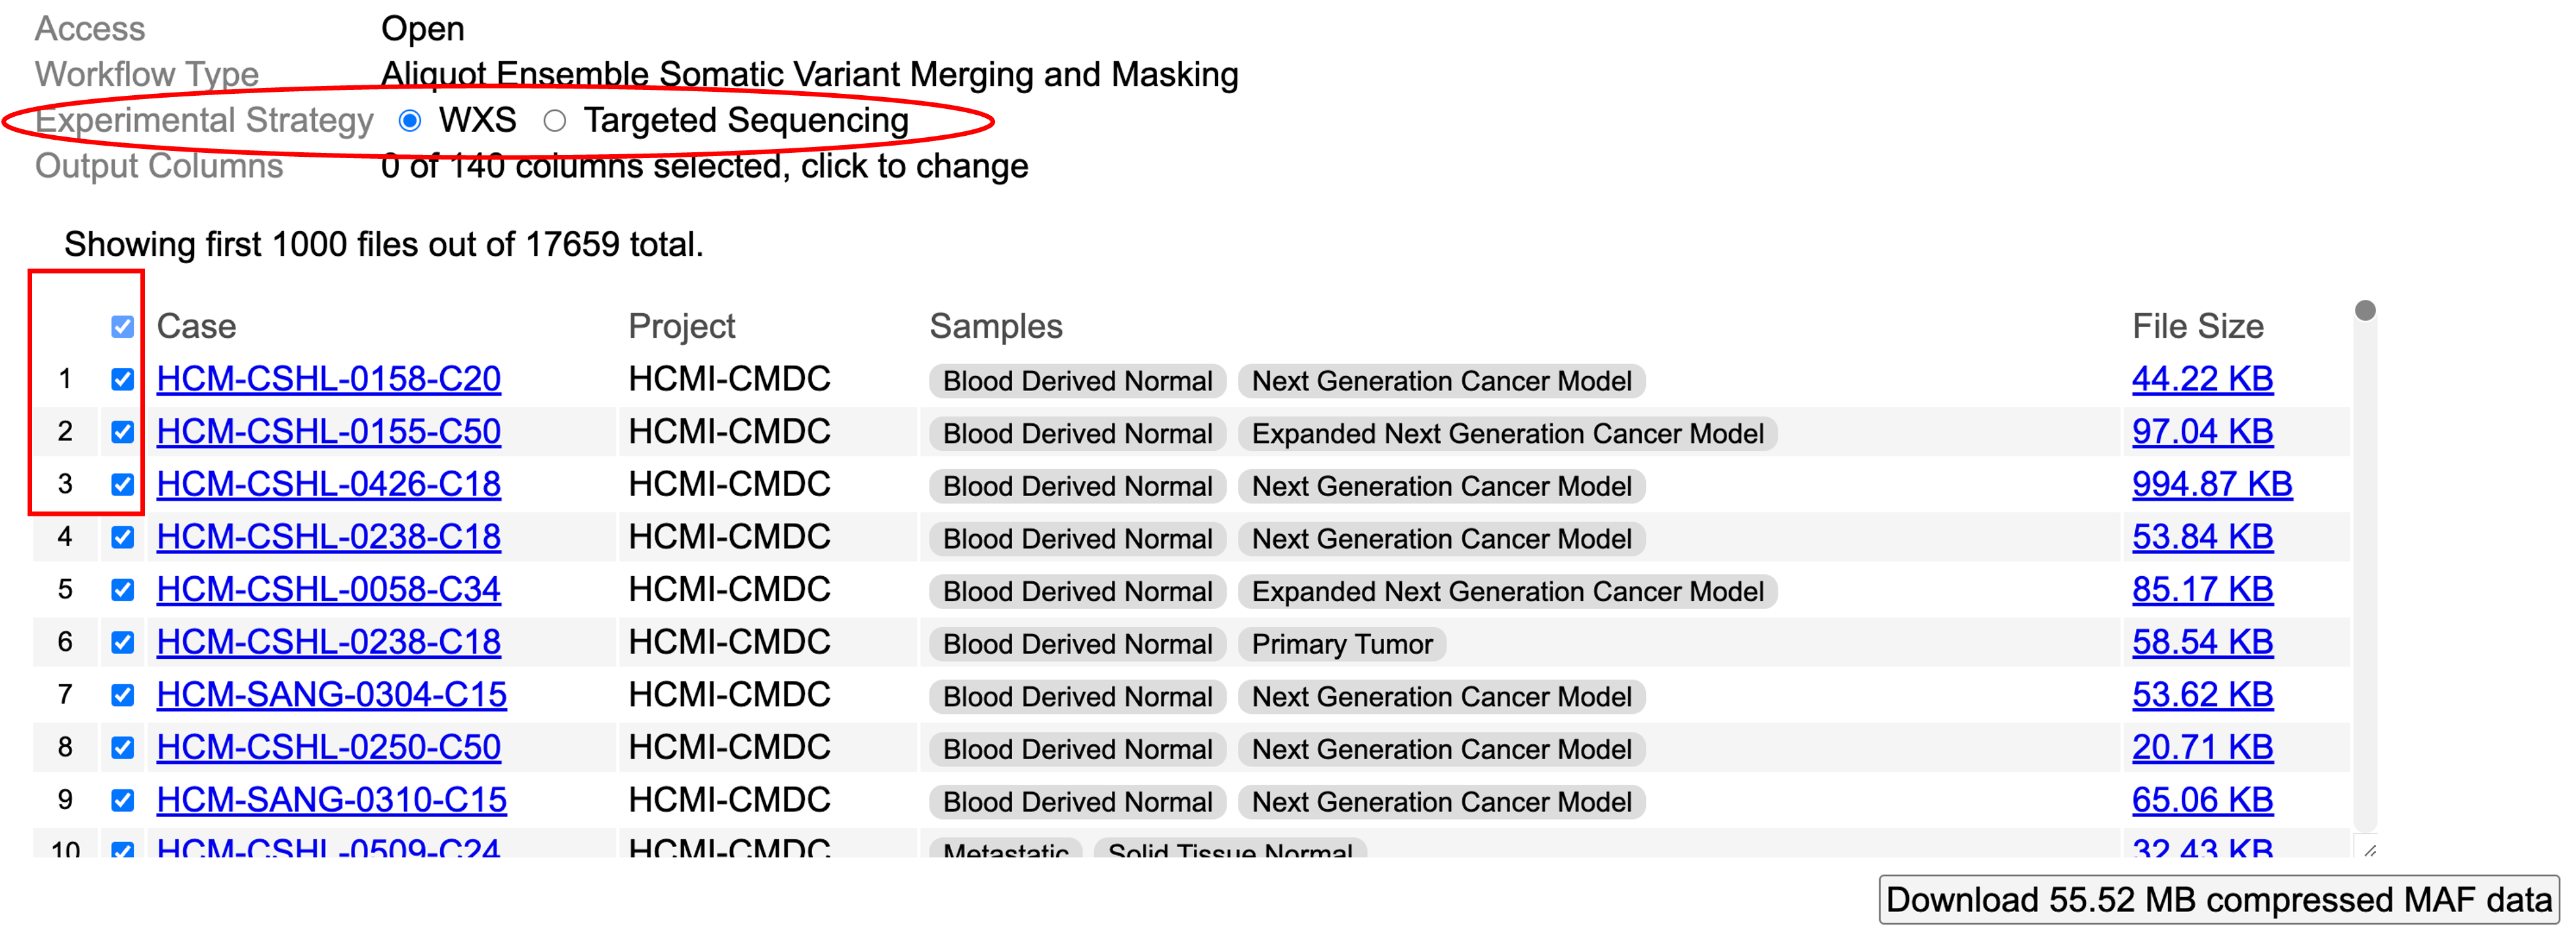 Access Open
Workflow Type Aliquot Ensemble Somatic Variant Merging and Masking
Experimental Strategy WXS Targeted Sequencing
Output Columns 0 of 140 columns selected, click to change
Showing first 1000 files out of 17659 total.
Case Project Samples File Size
1 HCM-CSHL-0158-C20 HCMI-CMDC Blood Derived Normal Next Generation Cancer Model 44.22 KB
2 HCM-CSHL-0155-C50 HCMI-CMDC Blood Derived Normal Expanded Next Generation Cancer Model 97.04 KB
3 HCM-CSHL-0426-C18 HCMI-CMDC Blood Derived Normal Next Generation Cancer Model 994.87 KB
4 HCM-CSHL-0238-C18 HCMI-CMDC Blood Derived Normal Next Generation Cancer Model 53.84 KB
5 HCM-CSHL-0058-C34 HCMI-CMDC Blood Derived Normal Expanded Next Generation Cancer Model 85.17 KB
6 HCM-CSHL-0238-C18 HCMI-CMDC Blood Derived Normal Primary Tumor 58.54 KB
7 HCM-SANG-0304-C15 HCMI-CMDC Blood Derived Normal Next Generation Cancer Model 53.62 KB
8 HCM-CSHL-0250-C50 HCMI-CMDC Blood Derived Normal Next Generation Cancer Model 20.71 KB
9 HCM-SANG-0310-C15 HCMI-CMDC Blood Derived Normal Next Generation Cancer Model 65.06 KB
10 HCM-CSHL-0509-C24 HCMI-CMDC Metastatic Solid Tissue Normal 32.43 KB
Download 55.52 MB compressed MAF data